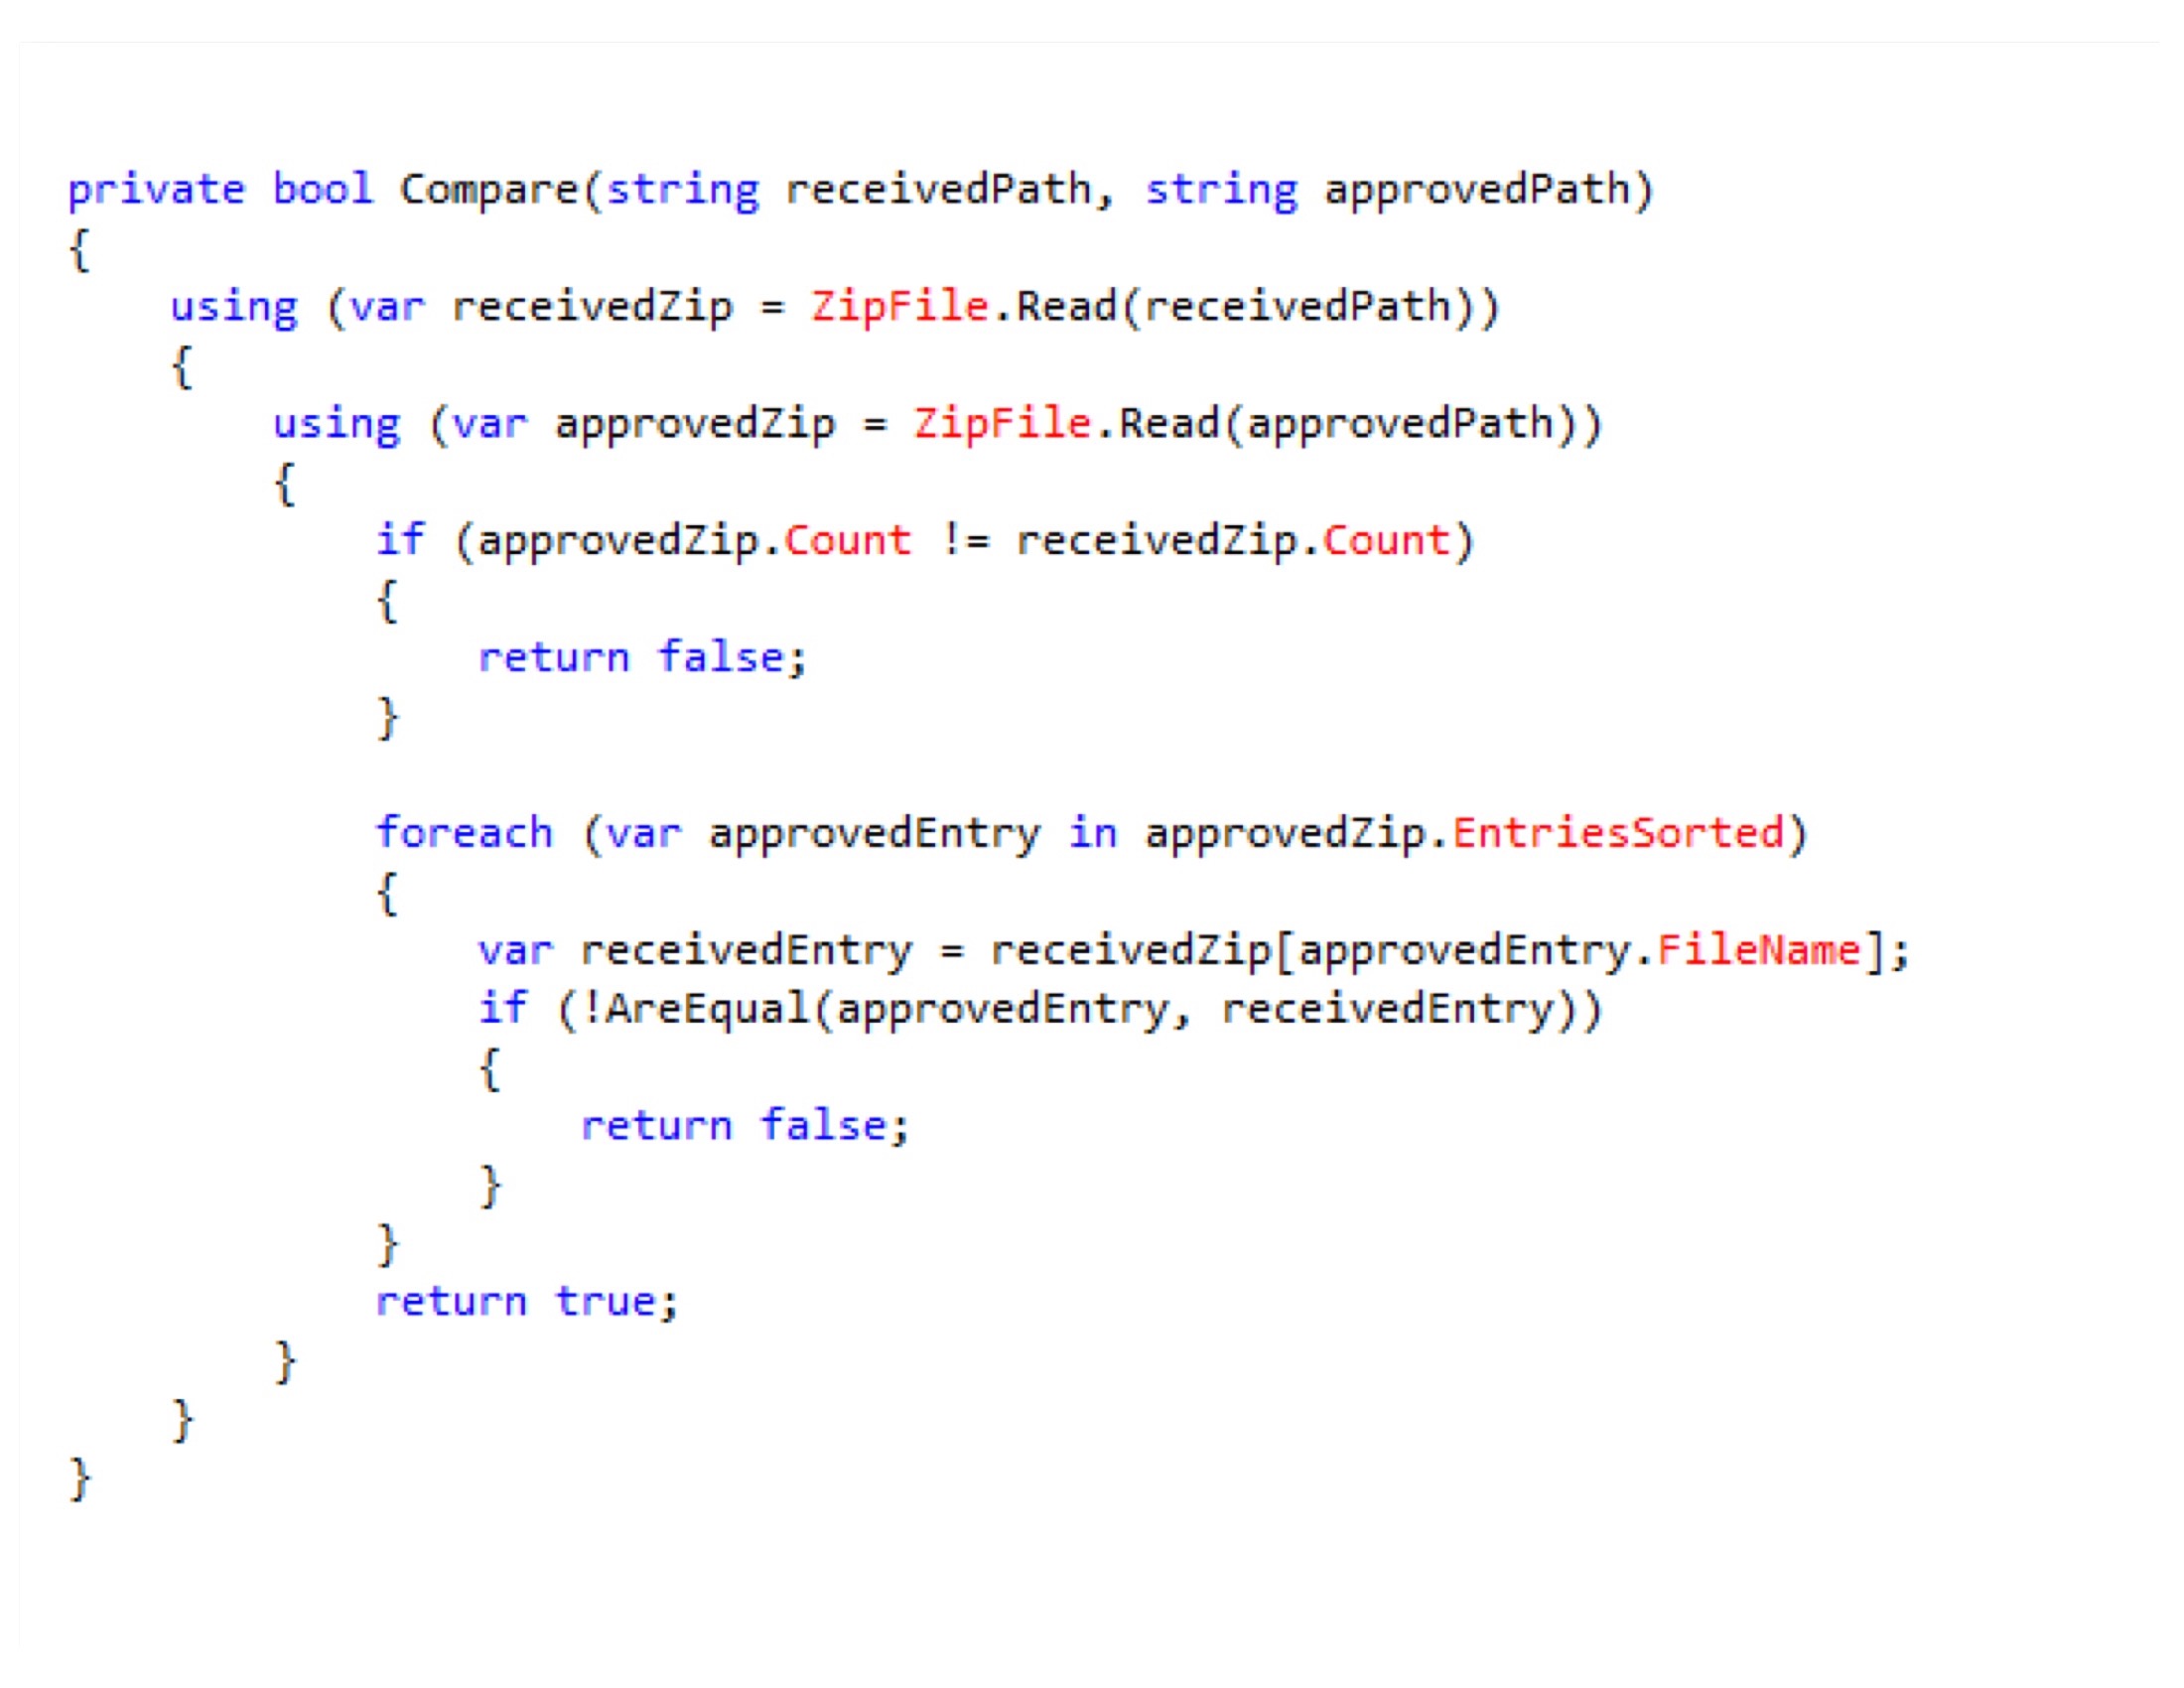 private bool Compare(string receivedPath, string approvedPath)
{
    using (var receivedZip = ZipFile.Read(receivedPath))
    {
        using (var approvedZip = ZipFile.Read(approvedPath))
        {
            if (approvedZip.Count != receivedZip.Count)
            {
                return false;
            }

            foreach (var approvedEntry in approvedZip.EntriesSorted)
            {
                var receivedEntry = receivedZip[approvedEntry.FileName];
                if (!AreEqual(approvedEntry, receivedEntry))
                {
                    return false;
                }
            }
            return true;
        }
    }
}